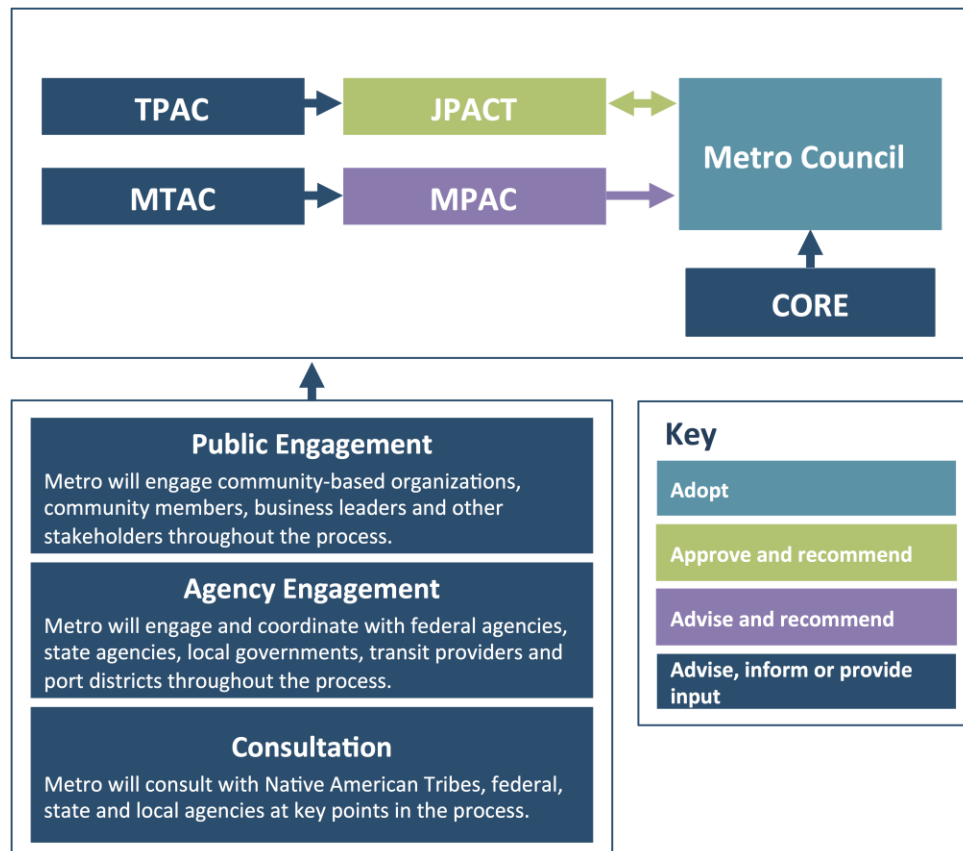 TPAC
JPACT
Metro Council
MTAC
MPAC
CORE
Public Engagement
Metro will engage community-based organizations,
community members, business leaders and other
stakeholders throughout the process.
Agency Engagement
Metro will engage and coordinate with federal agencies,
state agencies, local governments, transit providers and
port districts throughout the process.
Consultation
Metro will consult with Native American Tribes, federal,
state and local agencies at key points in the process.
Key
Adopt
Approve and recommend
Advise and recommend
Advise, inform or provide
input